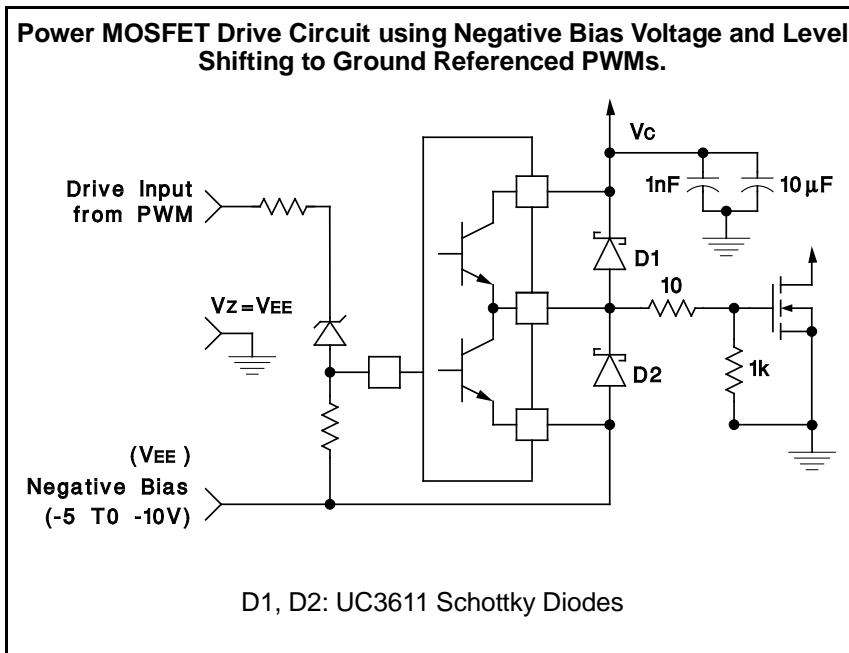 Power MOSFET Drive Circuit using Negative Bias Voltage and Level
Shifting to Ground Referenced PWMs.
VC
Drive Input
from PWM
1nF
10 µF
D1
10
VZ=VEE
D2
1k
(VEE )
Negative Bias
(-5 T0 -10V)
D1, D2: UC3611 Schottky Diodes